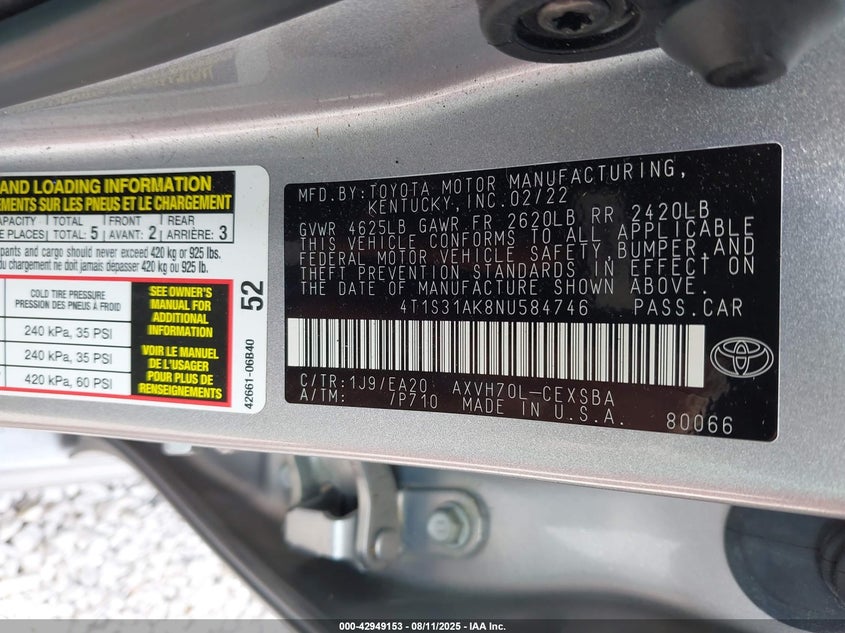 AND LOADING INFORMATION
EMENTS SUR LES PNEUS ET LE CHARGEMENT
CAPACITY TOTAL FRONT REAR
E PLACES: TOTAL: 5 AVANT: 2 ARRIÈRE: 3
pants and cargo should never exceed 420 kg or 925 lb.
du chargement ne doit jamais dépasser 420 kg ou 925 lb.
COLD TIRE PRESSURE
PRESSION DES PNEUS À FROID
240 kPa, 35 PSI
240 kPa, 35 PSI
420 kPa, 60 PSI
SEE OWNER'S
MANUAL FOR
ADDITIONAL
INFORMATION
VOIR LE MANUEL
DE L'USAGER
POUR PLUS DE
RENSEIGNEMENTS
52
42661-06B40
MFD.BY:TOYOTA MOTOR MANUFACTURING,
KENTUCKY,INC.02/22
GVWR 4625LB GAWR FR 2620LB RR 2420LB
THIS VEHICLE CONFORMS TO ALL APPLICABLE
FEDERAL MOTOR VEHICLE SAFETY,BUMPER,AND
THEFT PREVENTION STANDARDS IN EFFECT ON
THE DATE OF MANUFACTURE SHOWN ABOVE.
4T1S31AK8NU584746 PASS.CAR
C/TR:1J9/EA20 AXVH70L-CEXSBA
A/TM: 7P710 MADE IN U.S.A.
80066
000-42949153 - 08/11/2025 - IAA Inc.